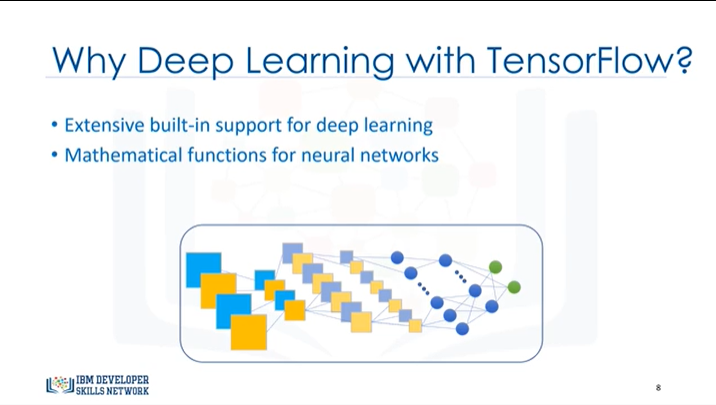 Why Deep Learning with TensorFlow?
• Extensive built-in support for deep learning
• Mathematical functions for neural networks
IBM DEVELOPER
SKILLS NETWORK
8